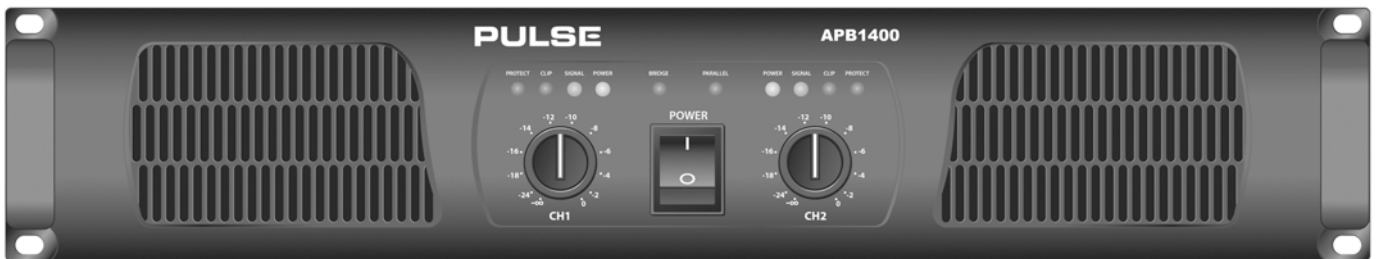 PULSE
APB1400
PROTECT CLIP SIGNAL POWER BRIDGE PARALLEL POWER SIGNAL CLIP PROTECT
POWER
-12 -10
-14 -8
-16 -6
-18 -4
-24 -2
-∞ 0
CH1
I
O
-12 -10
-14 -8
-16 -6
-18 -4
-24 -2
-∞ 0
CH2